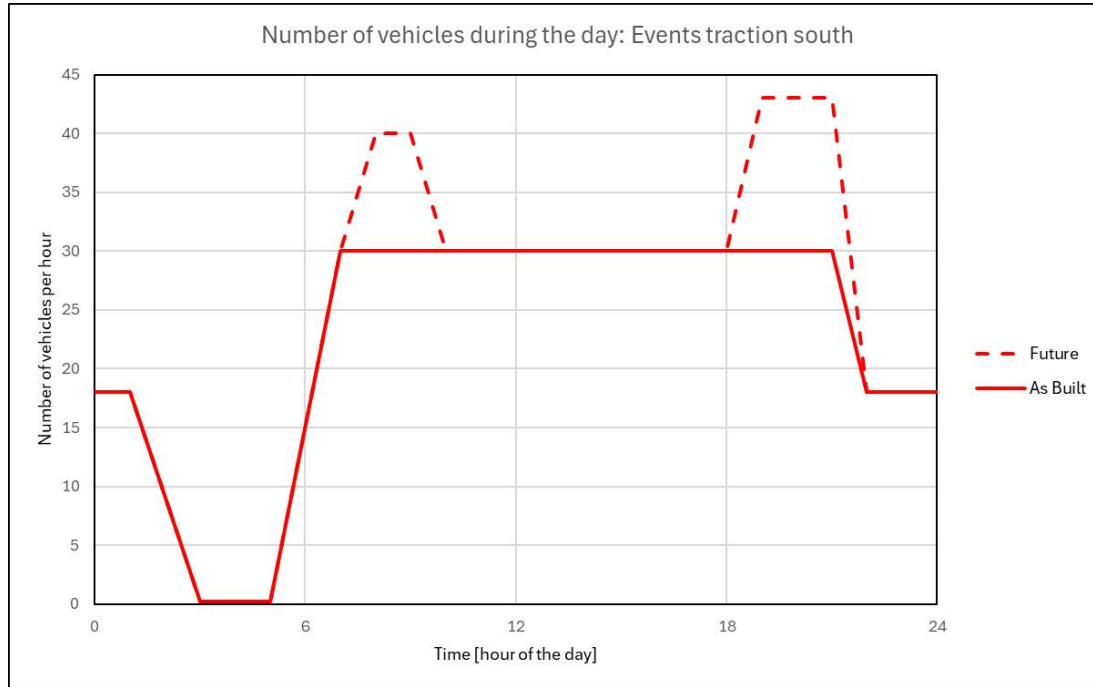 Number of vehicles during the day: Events traction south
45
40
35
30
25
20
15
10
5
0
Number of vehicles per hour
0 6 12 18 24
Time [hour of the day]
Future
As Built